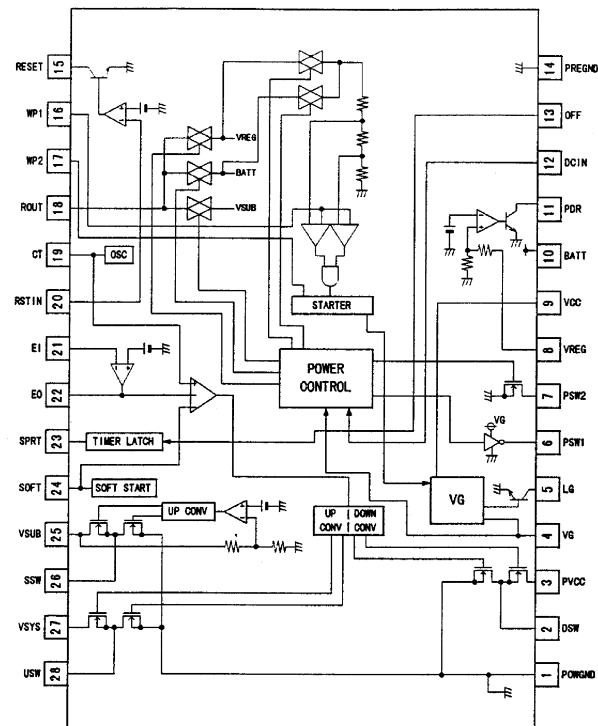 RESET 15
WP1 16
WP2 17
ROUT 18
CT 19
RSTIN 20
EI 21
EO 22
SPRT 23
SOFT 24
VSUB 25
SSW 26
VSYS 27
USW 28
14 PREGND
13 OFF
12 DCIN
11 PDR
10 BATT
9 VCC
8 VREG
7 PSW2
6 PSW1
5 LG
4 VG
3 PVCC
2 DSW
1 POWGND
VREG
BATT
VSUB
OSC
STARTER
POWER
CONTROL
VG
TIMER LATCH
SOFT START
VG
UP CONV
UP
CONV
DOWN
CONV